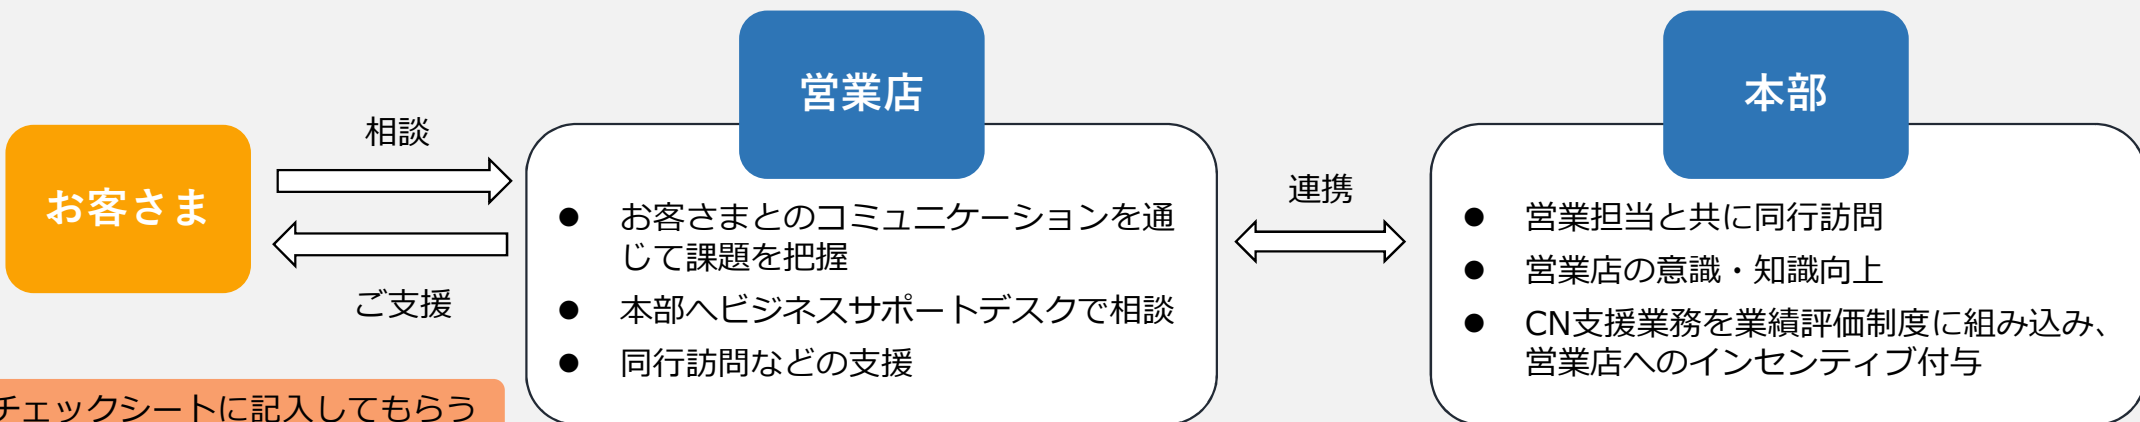 お客さま
相談
ご支援
チェックシートに記入してもらう
営業店
● お客さまとのコミュニケーションを通
じて課題を把握
● 本部へビジネスサポートデスクで相談
● 同行訪問などの支援
連携
本部
● 営業担当と共に同行訪問
● 営業店の意識・知識向上
● CN支援業務を業績評価制度に組み込み、
営業店へのインセンティブ付与